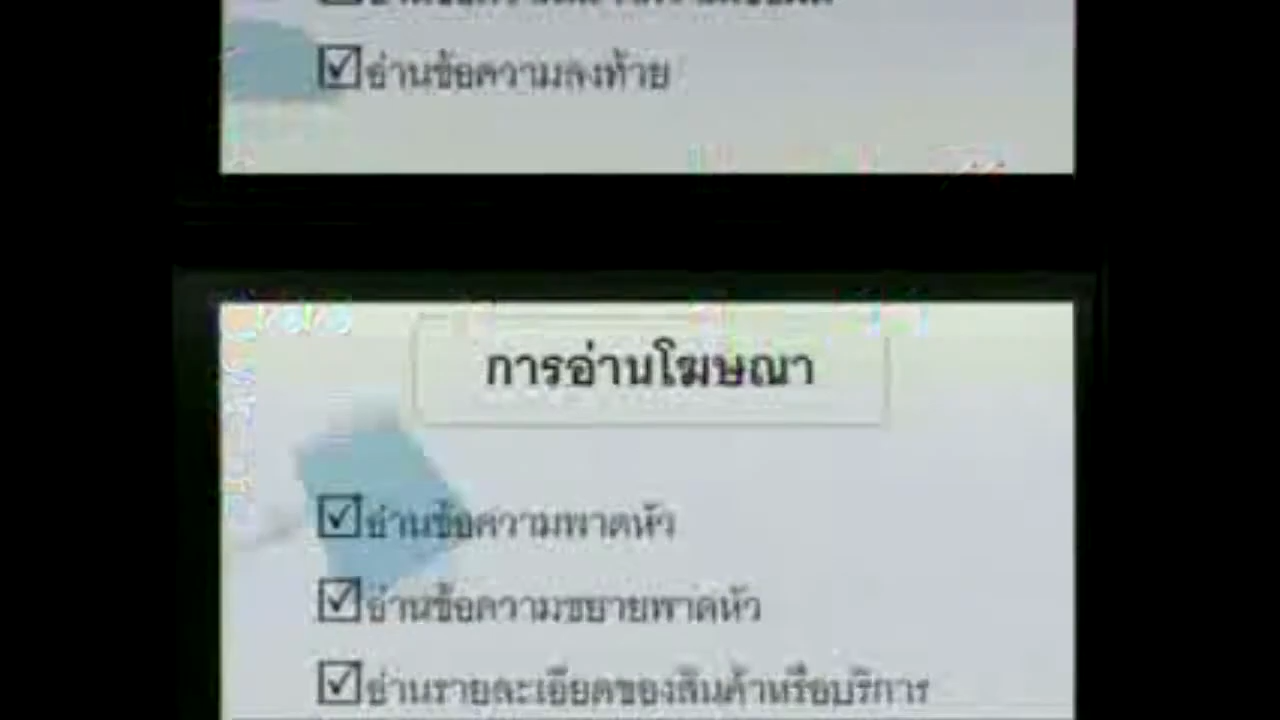 ☑อ่านข้อความลงท้าย
การอ่านโฆษณา
☑อ่านข้อความพาดหัว
☑อ่านข้อความขยายพาดหัว
☑อ่านรายละเอียดของสินค้าหรือบริการ